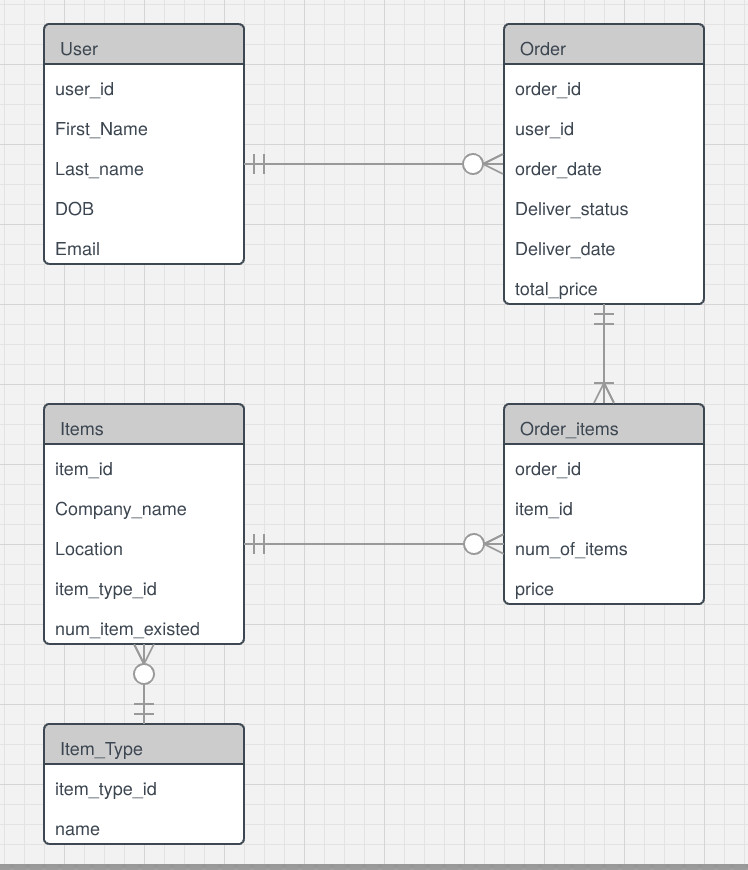 User
user_id
First_Name
Last_name
DOB
Email
Order
order_id
user_id
order_date
Deliver_status
Deliver_date
total_price
Items
item_id
Company_name
Location
item_type_id
num_item_existed
Order_items
order_id
item_id
num_of_items
price
Item_Type
item_type_id
name